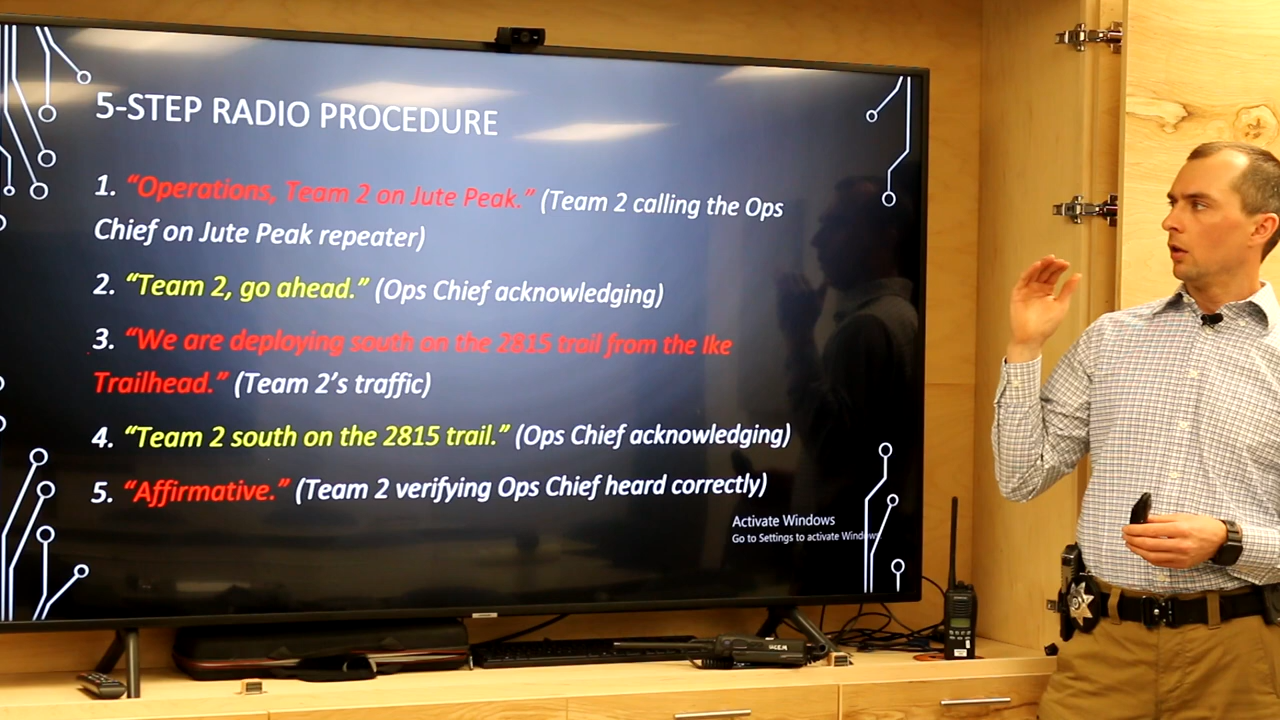 5-STEP RADIO PROCEDURE
1. “Operations, Team 2 on Jute Peak.” (Team 2 calling the Ops
Chief on Jute Peak repeater)
2. “Team 2, go ahead.” (Ops Chief acknowledging)
3. “We are deploying south on the 2815 trail from the Ike
Trailhead.” (Team 2’s traffic)
4. “Team 2 south on the 2815 trail.” (Ops Chief acknowledging)
5. “Affirmative.” (Team 2 verifying Ops Chief heard correctly)
Activate Windows
Go to Settings to activate Windows